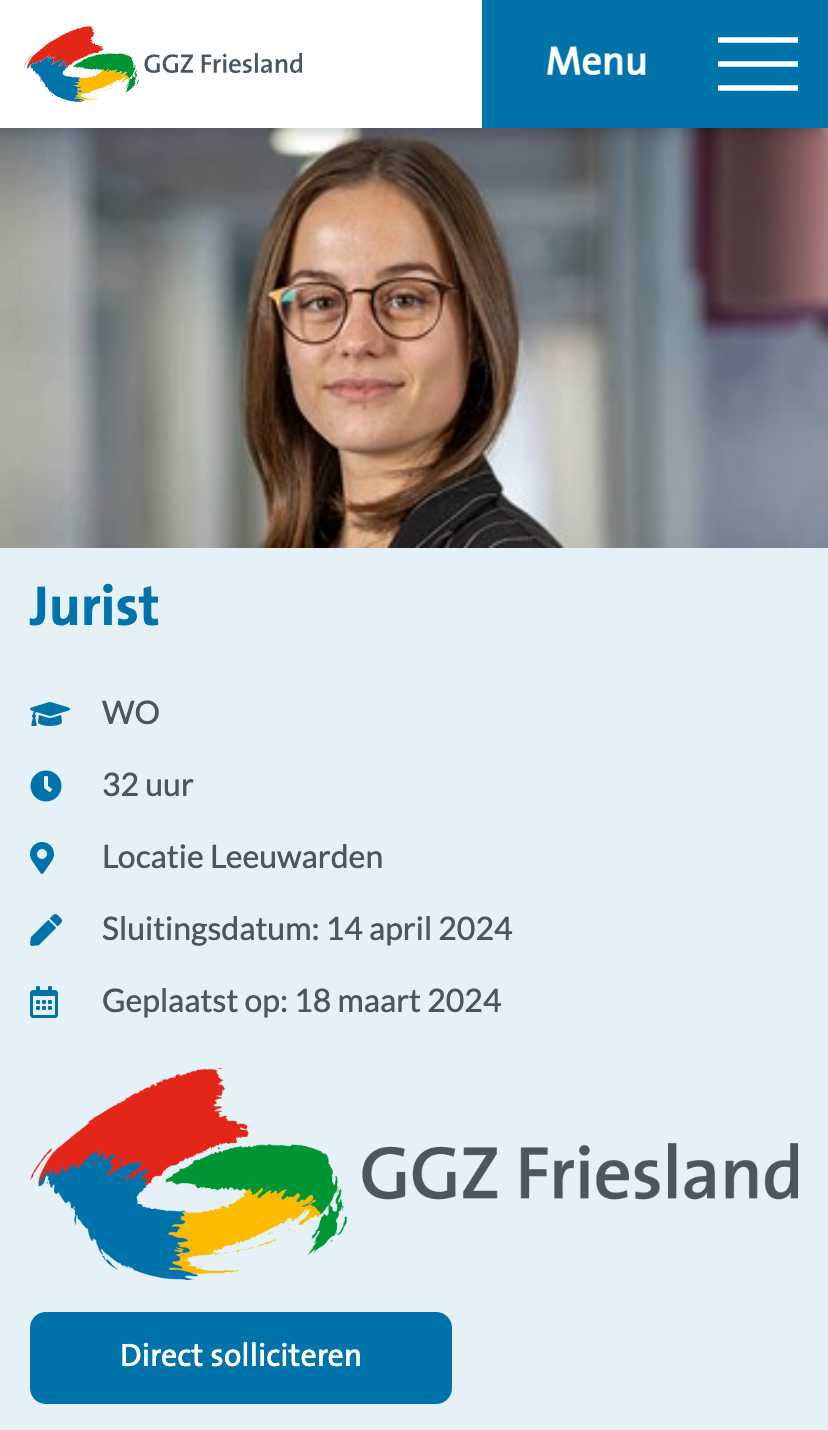 GGZ Friesland
Menu
Jurist
WO
32 uur
Locatie Leeuwarden
Sluitingsdatum: 14 april 2024
Geplaatst op: 18 maart 2024
GGZ Friesland
Direct solliciteren